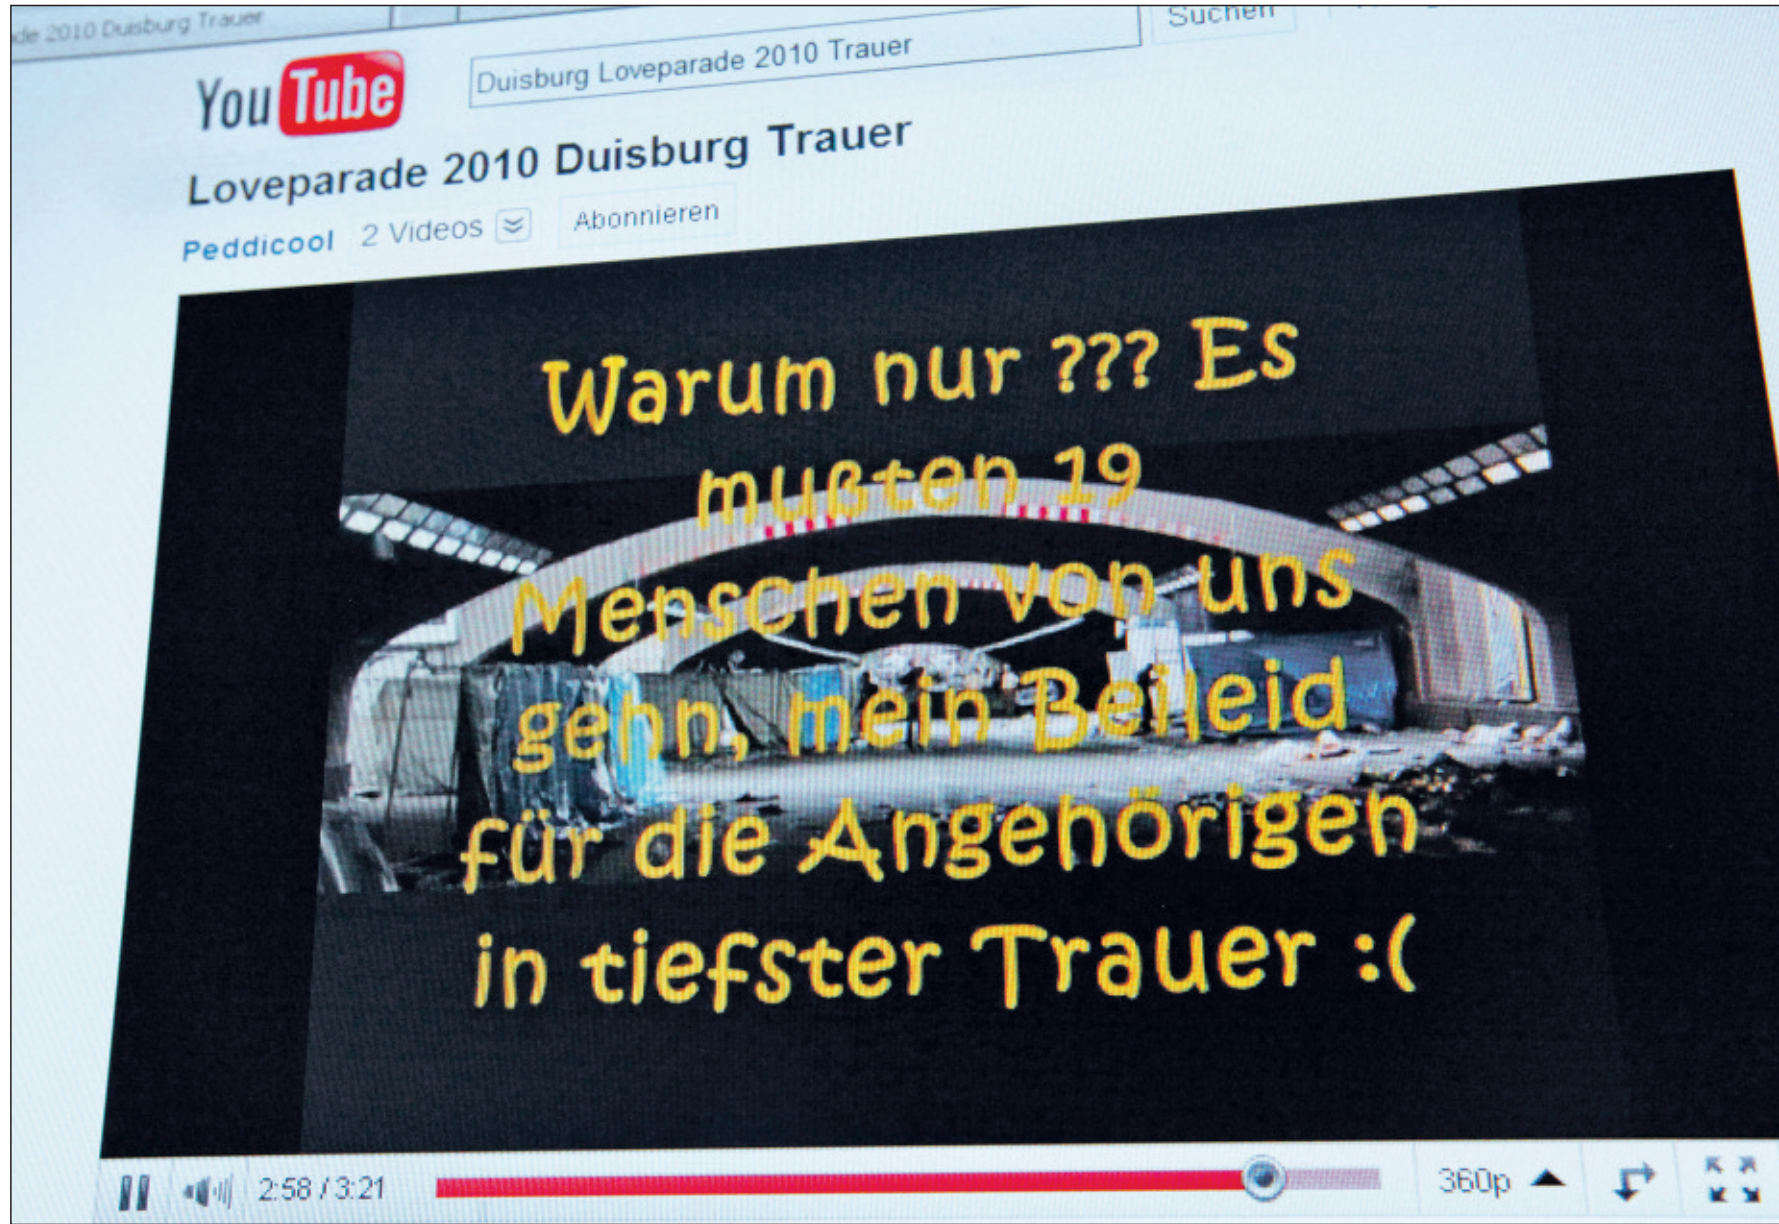 de 2010 Duisburg Trauer
YouTube
Duisburg Loveparade 2010 Trauer
Suchen
Loveparade 2010 Duisburg Trauer
Peddicool 2 Videos Abonnieren
Warum nur ??? Es
mußten 19
Menschen von uns
gehn, mein Beileid
für die Angehörigen
in tiefster Trauer :(
2:58 / 3:21
360p